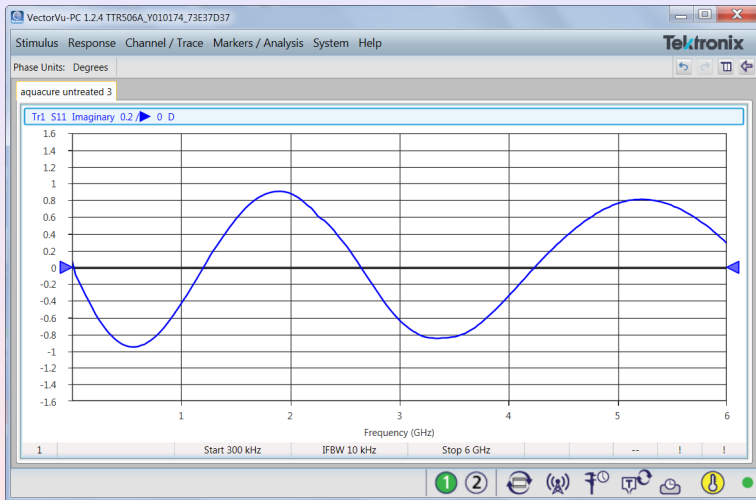 VectorVu-PC 1.2.4 TTR506A_Y010174_73E37D37
Stimulus Response Channel / Trace Markers / Analysis System Help
Tektronix
Phase Units: Degrees
aquacure untreated 3
Tr1 S11 Imaginary 0.2 / 0 D
1.6
1.4
1.2
1
0.8
0.6
0.4
0.2
0
-0.2
-0.4
-0.6
-0.8
-1
-1.2
-1.4
-1.6
1 2 3 4 5 6
Frequency (GHz)
1 Start 300 kHz IFBW 10 kHz Stop 6 GHz -- ! !
1 2 T